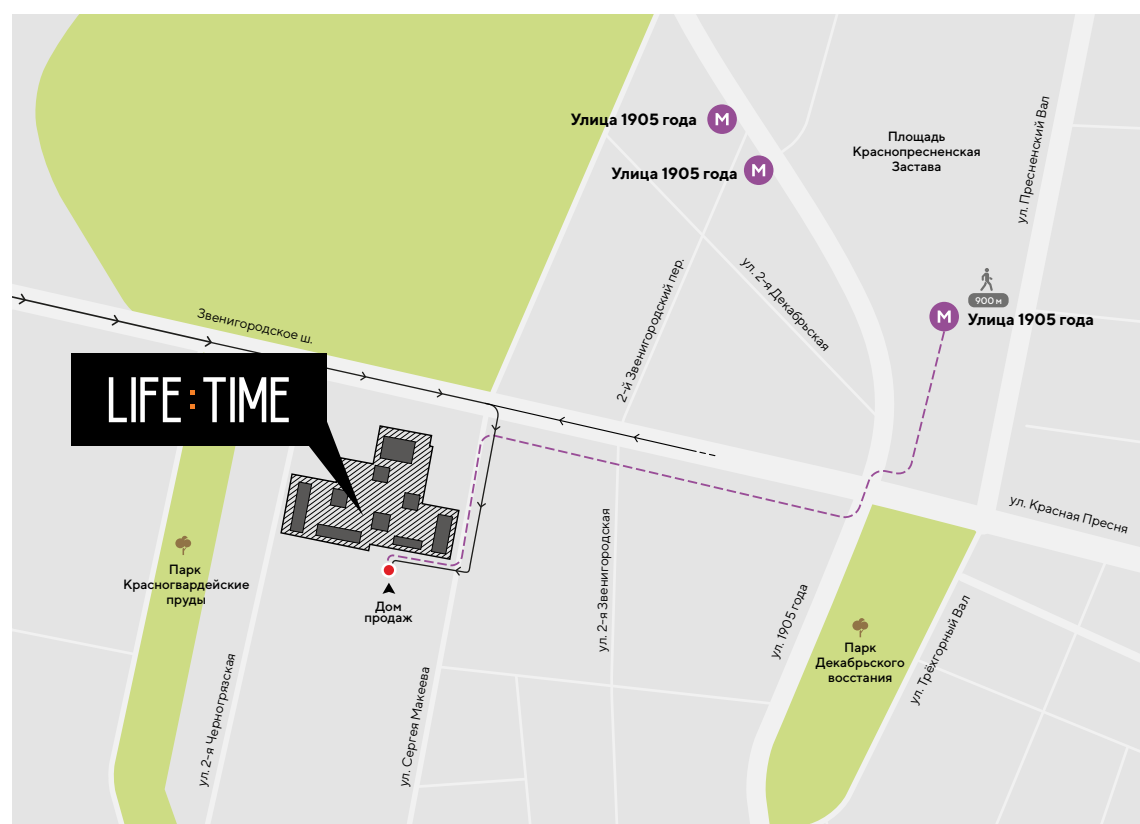 Улица 1905 года
М
Улица 1905 года
М
Площадь
Краснопресненская
Застава
ул. Пресненский Вал
2-й Звенигородский пер.
ул. 2-я Декабрьская
900 м
М
Улица 1905 года
Звенигородское ш.
LIFE:TIME
ул. Красная Пресня
Парк
Красногвардейские
пруды
Дом
продаж
ул. 2-я Звенигородская
ул. 1905 года
Парк
Декабрьского
восстания
ул. Трёхгорный Вал
ул. 2-я Черногрязская
ул. Сергея Макеева